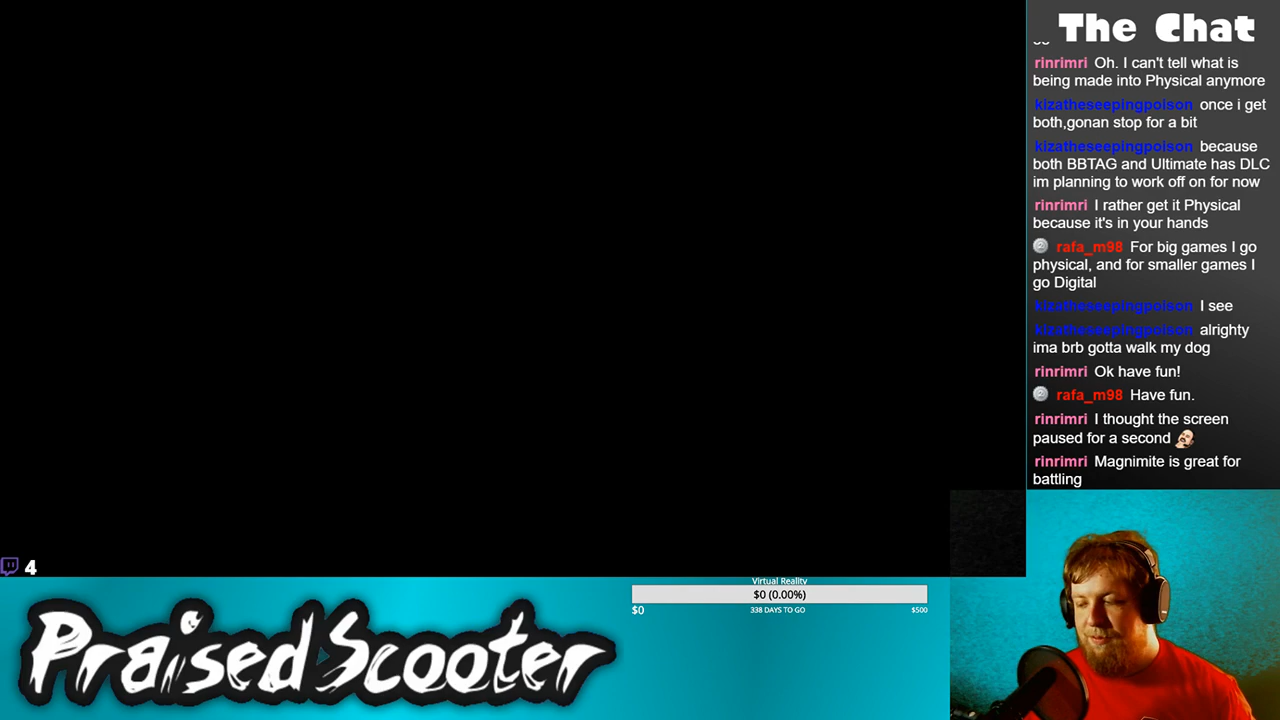 The Chat
rinrimri Oh. I can't tell what is
being made into Physical anymore
kizatheseepingpoison once i get
both,gonan stop for a bit
kizatheseepingpoison because
both BBTAG and Ultimate has DLC
im planning to work off on for now
rinrimri I rather get it Physical
because it's in your hands
rafa_m98 For big games I go
physical, and for smaller games I
go Digital
kizatheseepingpoison I see
kizatheseepingpoison alrighty
ima brb gotta walk my dog
rinrimri Ok have fun!
rafa_m98 Have fun.
rinrimri I thought the screen
paused for a second
rinrimri Magnimite is great for
battling
4
Virtual Reality
$0 (0.00%)
$0 338 DAYS TO GO $500
PraisedScooter